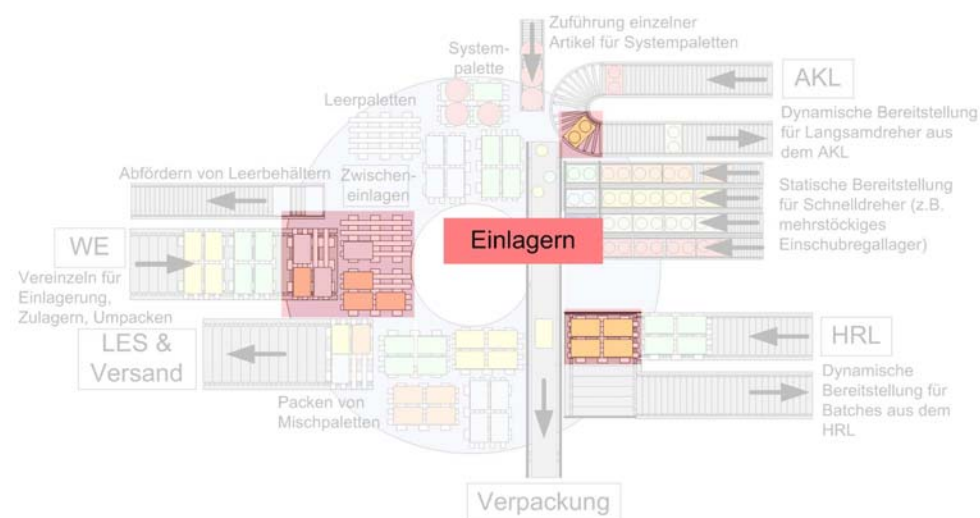 Zuführung einzelner
Artikel für Systempaletten
System-
palette
AKL
Leerpaletten
Dynamische Bereitstellung
für Langsamdreher aus
dem AKL
Abfördern von Leerbehältern
Zwischen-
einlagen
Statische Bereitstellung
für Schnelldreher (z.B.
mehrstöckiges
Einschubregallager)
Einlagern
WE
Vereinzeln für
Einlagerung,
Zulagern, Umpacken
LES &
Versand
HRL
Packen von
Mischpaletten
Dynamische
Bereitstellung für
Batches aus dem
HRL
Verpackung